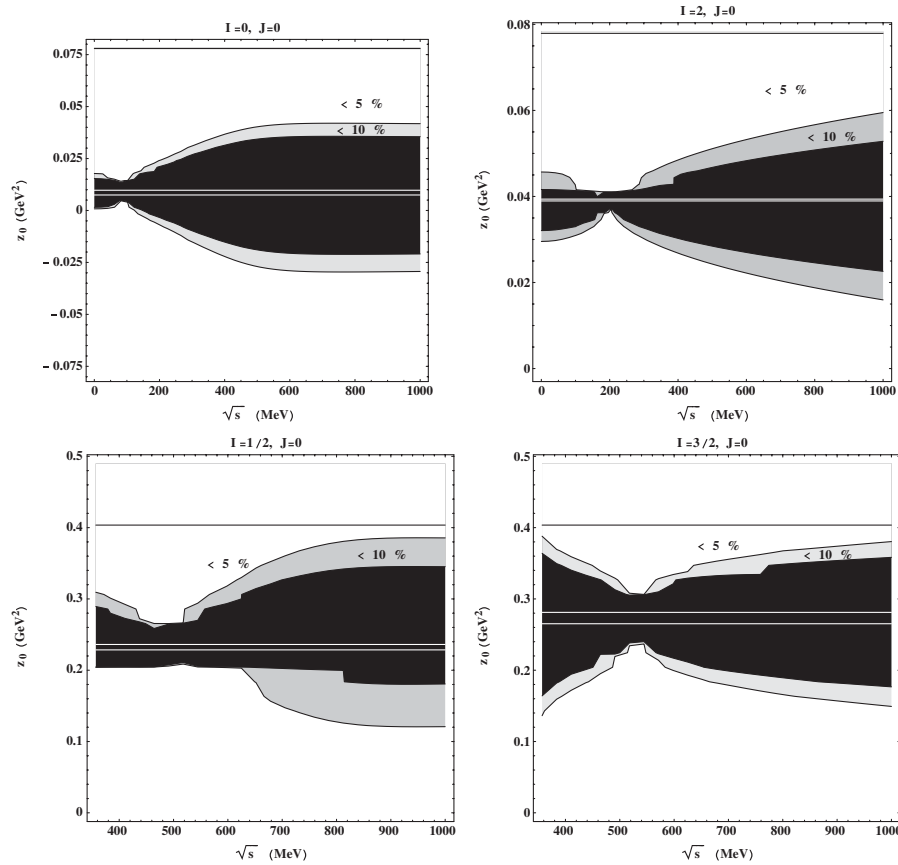 I =0, J=0
z₀ (GeV²)
0.075
0.05
0.025
0
− 0.025
− 0.05
− 0.075
< 5 %
< 10 %
0 200 400 600 800 1000
√s (MeV)
I =2, J=0
z₀ (GeV²)
0.08
0.06
0.04
0.02
0
< 5 %
< 10 %
0 200 400 600 800 1000
√s (MeV)
I =1/2, J=0
z₀ (GeV²)
0.5
0.4
0.3
0.2
0.1
0
< 5 %
< 10 %
400 500 600 700 800 900 1000
√s (MeV)
I =3/2, J=0
z₀ (GeV²)
0.5
0.4
0.3
0.2
0.1
0
< 5 %
< 10 %
400 500 600 700 800 900 1000
√s (MeV)